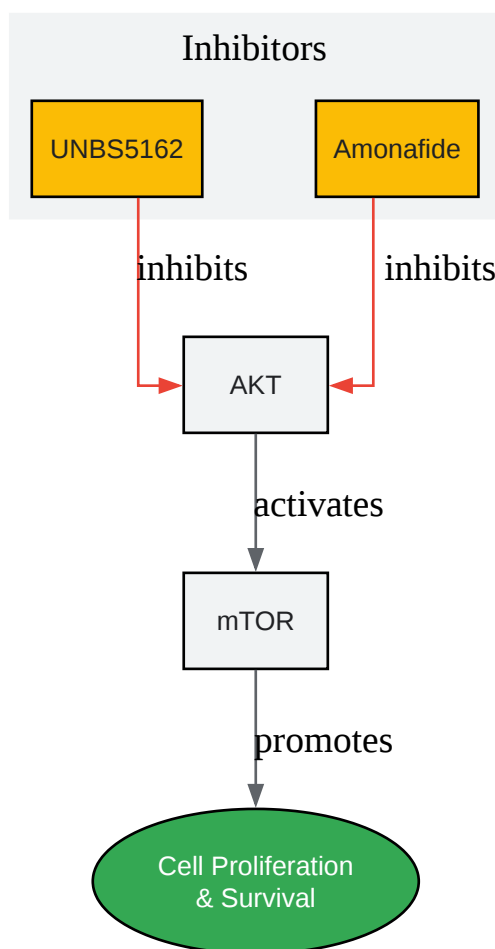 Inhibitors
UNBS5162
Amonafide
inhibits
inhibits
AKT
activates
mTOR
promotes
Cell Proliferation
& Survival